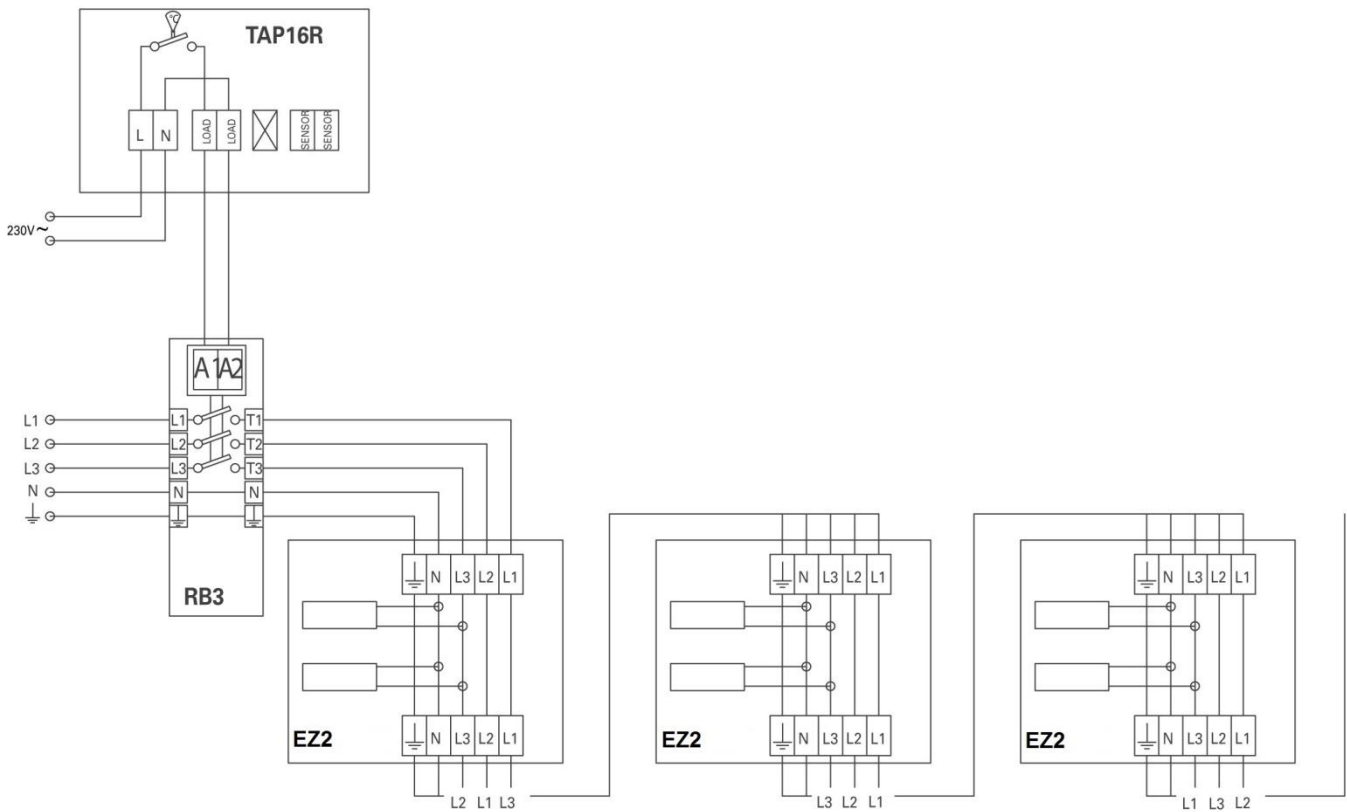 °C
TAP16R
L N LOAD LOAD SENSOR SENSOR
230V~
A1 A2
L1 L1 T1
L2 L2 T2
L3 L3 T3
N N N
RB3
N L3 L2 L1
N L3 L2 L1
N L3 L2 L1
EZ2 N L3 L2 L1
EZ2 N L3 L2 L1
EZ2 N L3 L2 L1
L2 L1 L3
L3 L2 L1
L1 L3 L2